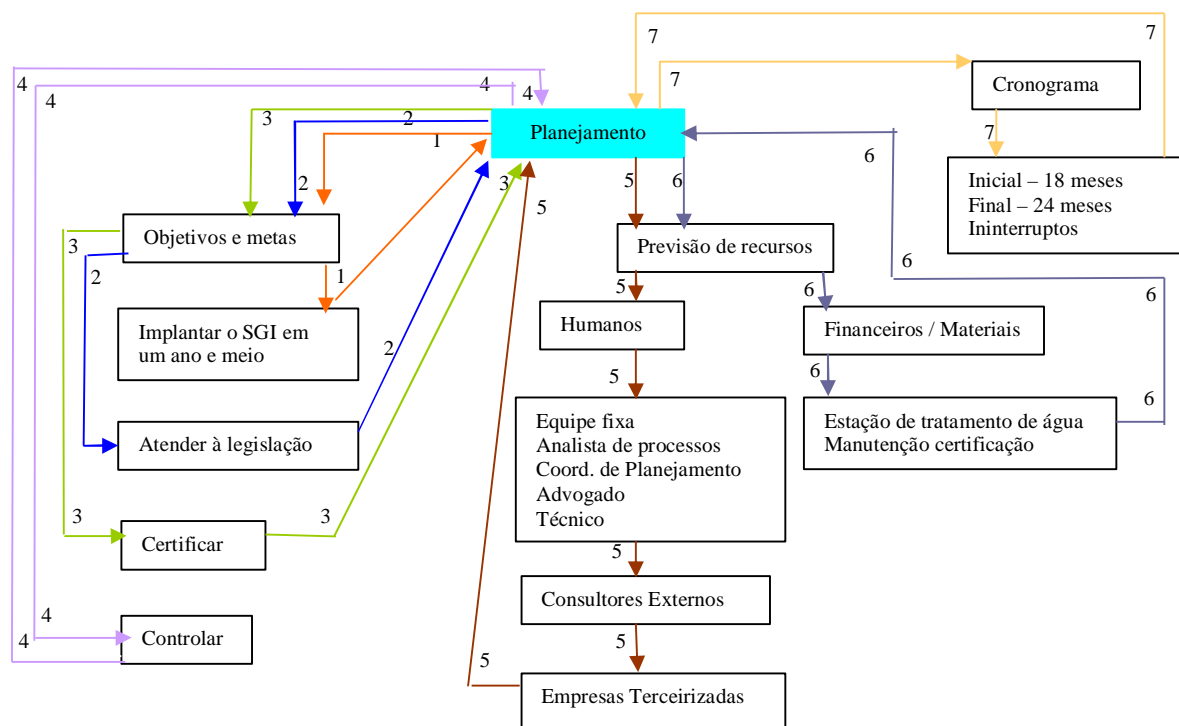 7
7
4
4
4
4
7
Cronograma
3
2
1
Planejamento
7
6
5
6
3
2
5
Inicial – 18 meses
Final – 24 meses
Ininterruptos
Objetivos e metas
3
2
1
Previsão de recursos
6
5
6
6
Implantar o SGI em
um ano e meio
Humanos
Financeiros / Materiais
2
5
6
6
Atender à legislação
Equipe fixa
Analista de processos
Coord. de Planejamento
Advogado
Técnico
Estação de tratamento de água
Manutenção certificação
3
3
Certificar
5
Consultores Externos
4
4
Controlar
5
5
Empresas Terceirizadas